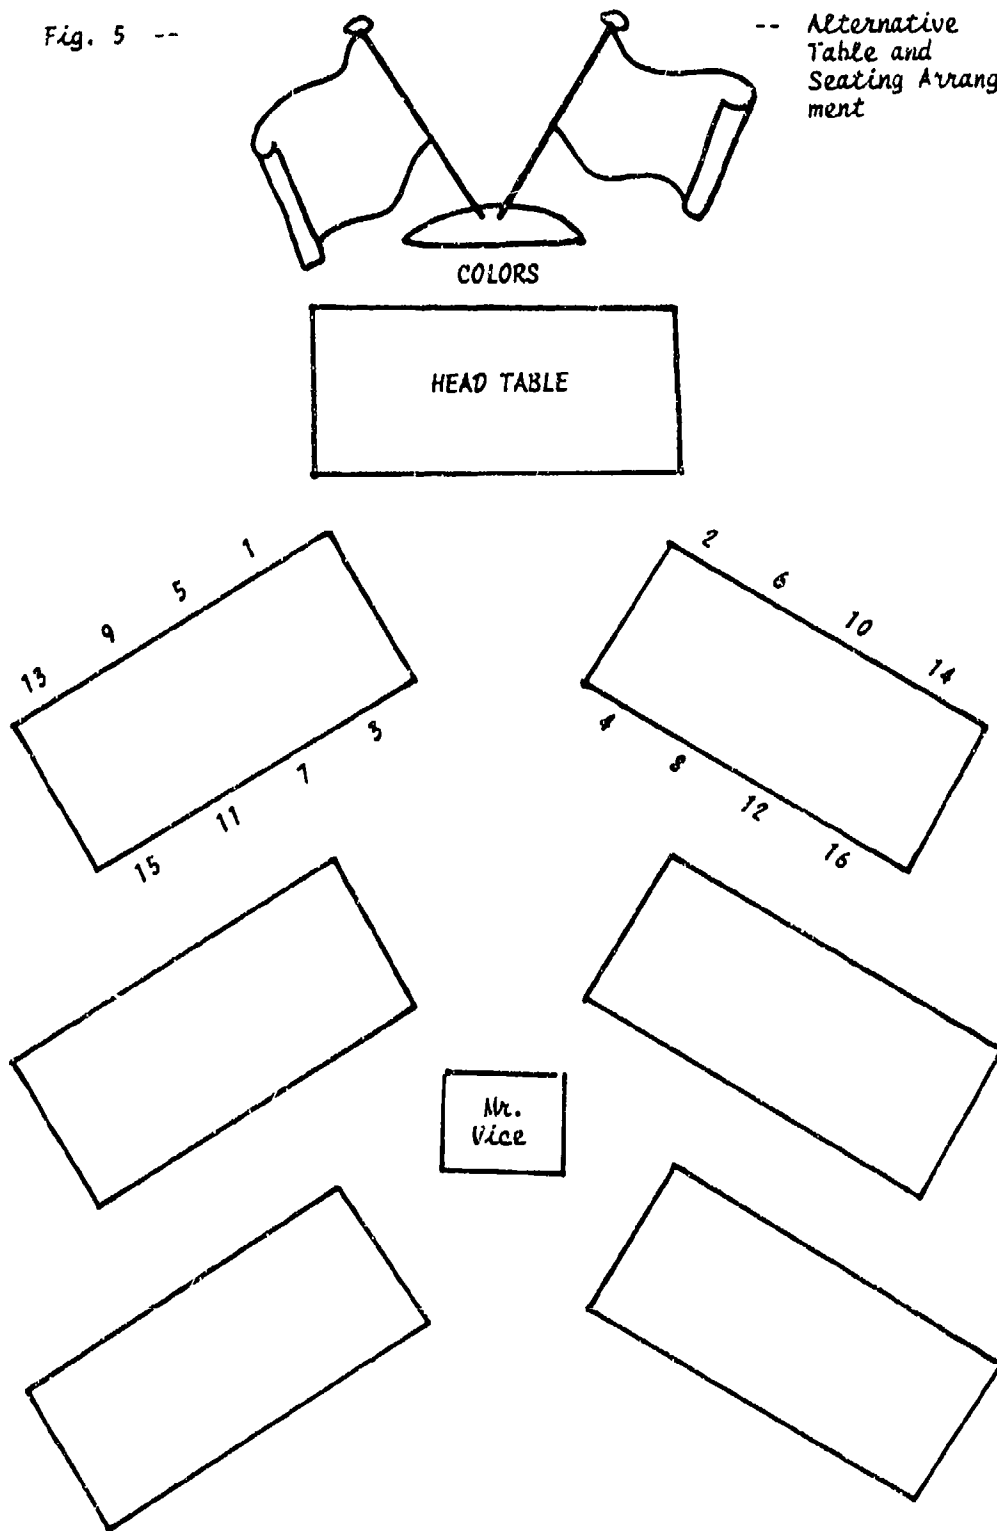 Fig. 5 --
-- Alternative
Table and
Seating Arrang
ment
COLORS
HEAD TABLE
1
5
9
13
3
7
11
15
2
6
10
14
4
8
12
16
Mr.
Vice